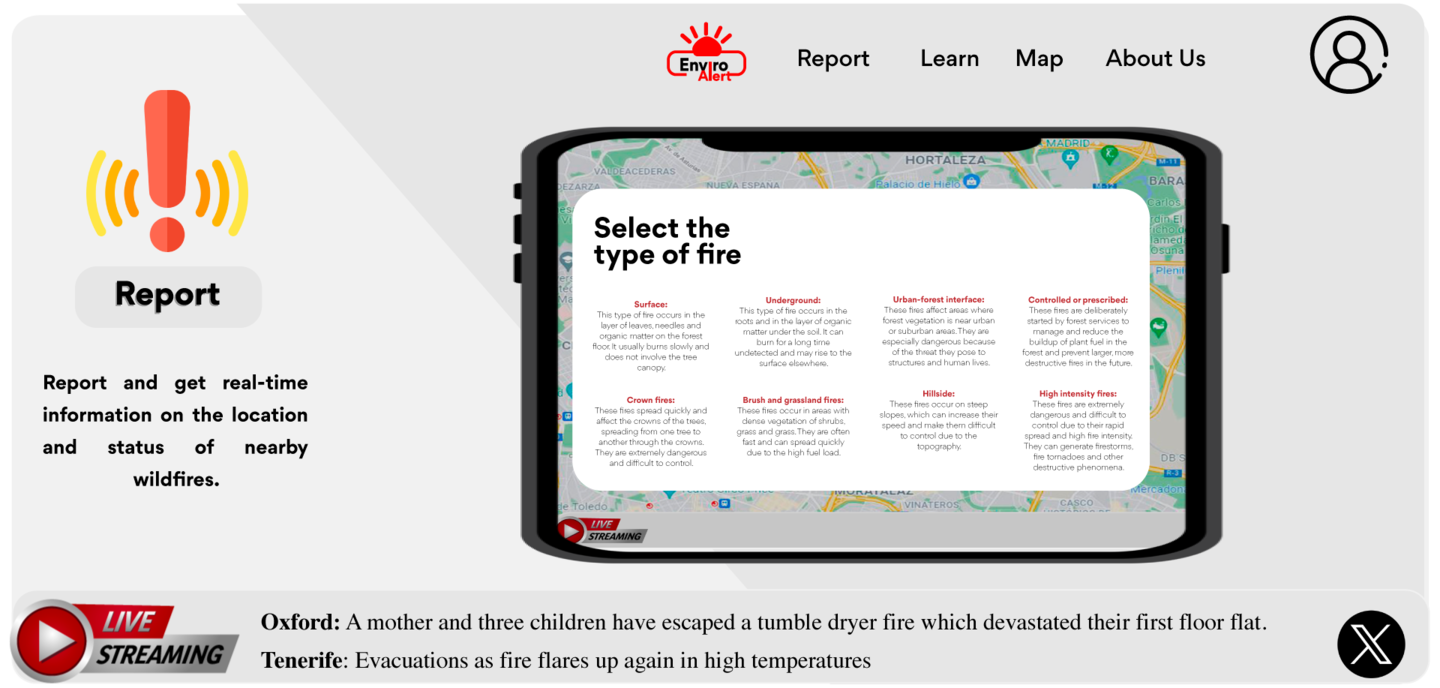 Enviro
Alert
Report
Learn
Map
About Us
Report
Report and get real-time
information on the location
and status of nearby
wildfires.
MADRID
HORTALEZA
M-11
VALDEACEDERAS
NUEVA ESPAÑA
Palacio de Hielo
BARA
Select the
type of fire
Surface:
This type of fire occurs in the
layer of leaves, needles and
organic matter on the forest
floor. It usually burns slowly and
does not involve the tree
canopy.
Underground:
This type of fire occurs in the
roots and in the layer of organic
matter under the soil. It can
burn for a long time
undetected and may rise to the
surface elsewhere.
Urban-forest interface:
These fires affect areas where
forest vegetation is near urban
or suburban areas. They are
especially dangerous because
of the threat they pose to
structures and human lives.
Controlled or prescribed:
These fires are deliberately
started by forest services to
manage and reduce the
buildup of plant fuel in the
forest and prevent larger, more
destructive fires in the future.
Crown fires:
These fires spread quickly and
affect the crowns of the trees,
spreading from one tree to
another through the crowns.
They are extremely dangerous
and difficult to control.
Brush and grassland fires:
These fires occur in areas with
dense vegetation of shrubs,
grass and grass. They are often
fast and can spread quickly
due to the high fuel load.
Hillside:
These fires occur on steep
slopes, which can increase their
speed and make them difficult
to control due to the
topography.
High intensity fires:
These fires are extremely
dangerous and difficult to
control due to their rapid
spread and high fire intensity.
They can generate firestorms,
fire tornadoes and other
destructive phenomena.
DB S
R-3
Mercadon
MORATALAZ
de Toledo
VINATEROS
CASCO
LIVE
STREAMING
LIVE
STREAMING
Oxford: A mother and three children have escaped a tumble dryer fire which devastated their first floor flat.
Tenerife: Evacuations as fire flares up again in high temperatures
X